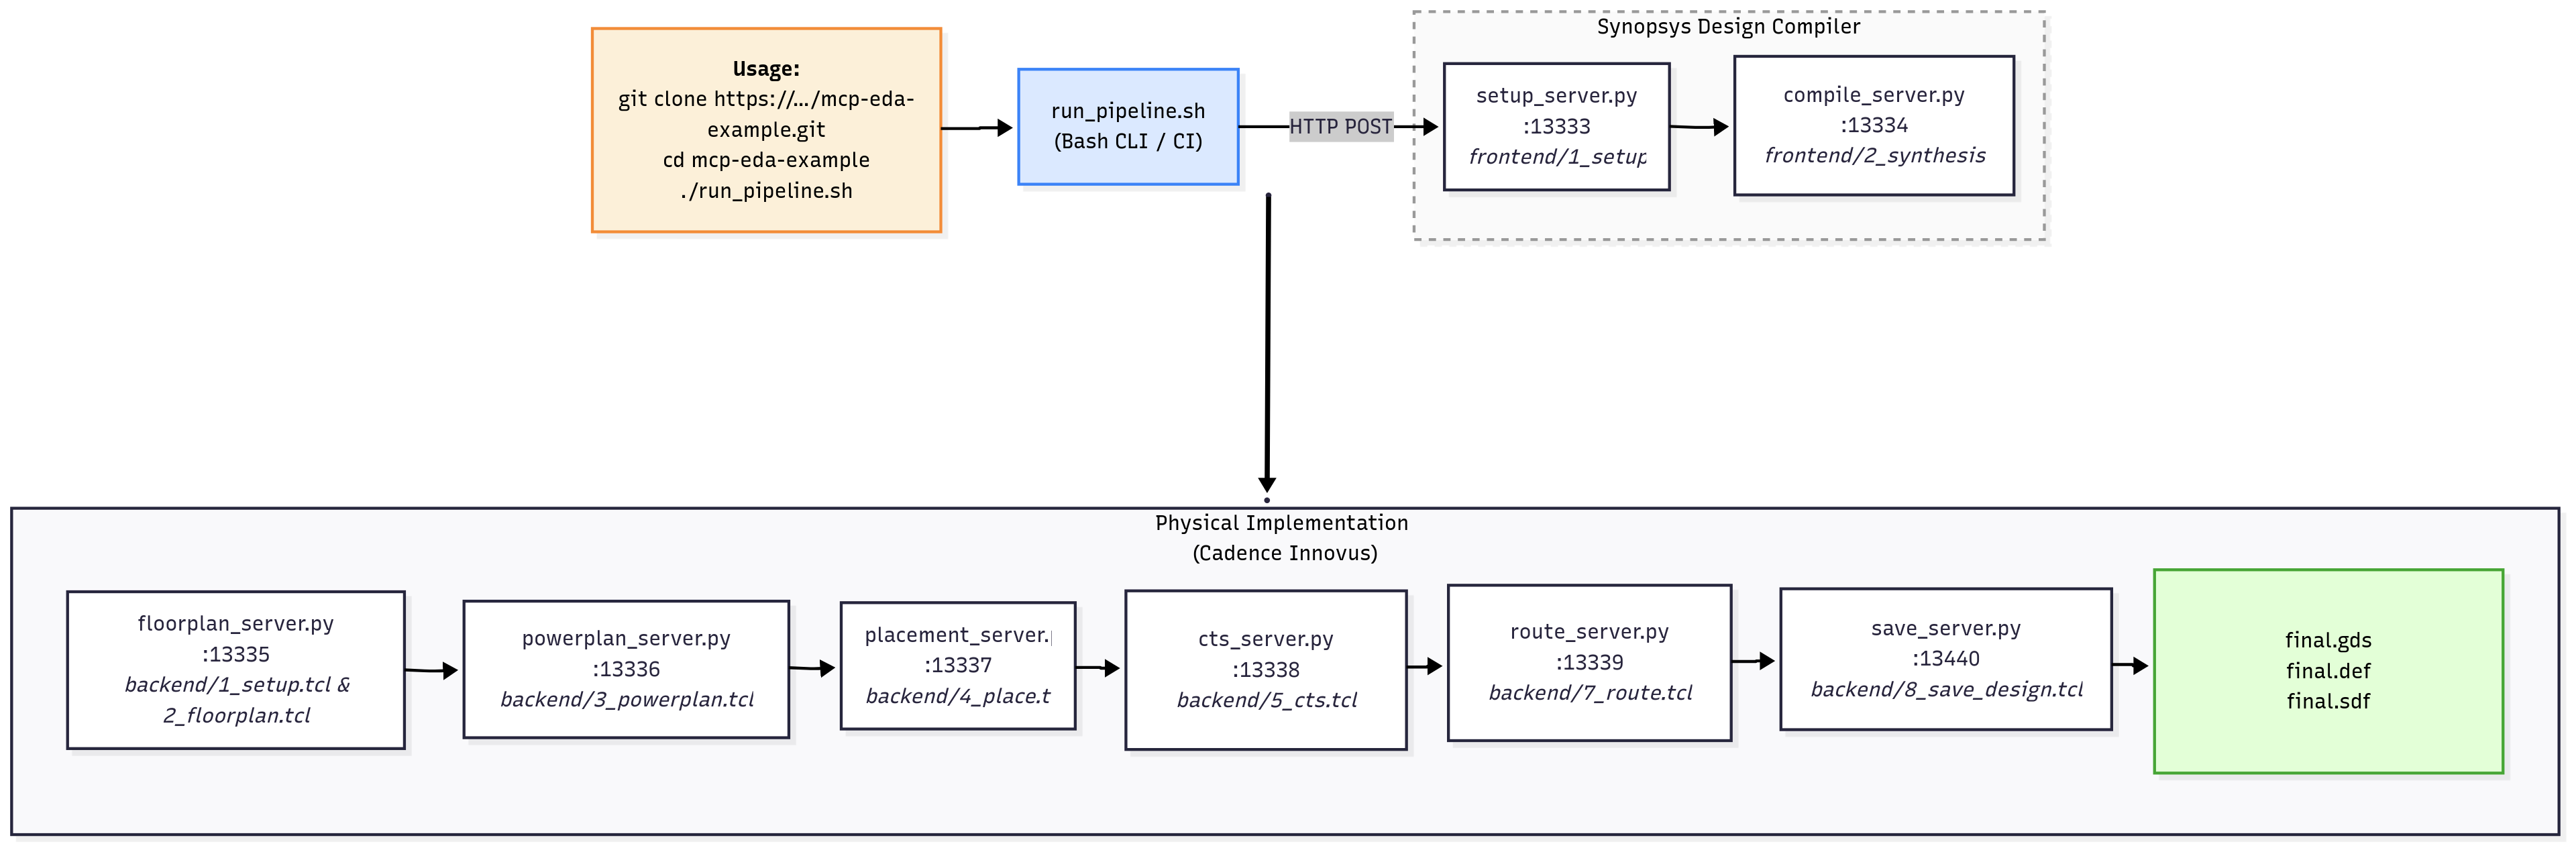 Usage:
git clone https://.../mcp-eda-
example.git
cd mcp-eda-example
./run_pipeline.sh
run_pipeline.sh
(Bash CLI / CI)
HTTP POST
Synopsys Design Compiler
setup_server.py
:13333
frontend/1_setup
compile_server.py
:13334
frontend/2_synthesis
Physical Implementation
(Cadence Innovus)
floorplan_server.py
:13335
backend/1_setup.tcl &
2_floorplan.tcl
powerplan_server.py
:13336
backend/3_powerplan.tcl
placement_server.
:13337
backend/4_place.t
cts_server.py
:13338
backend/5_cts.tcl
route_server.py
:13339
backend/7_route.tcl
save_server.py
:13440
backend/8_save_design.tcl
final.gds
final.def
final.sdf